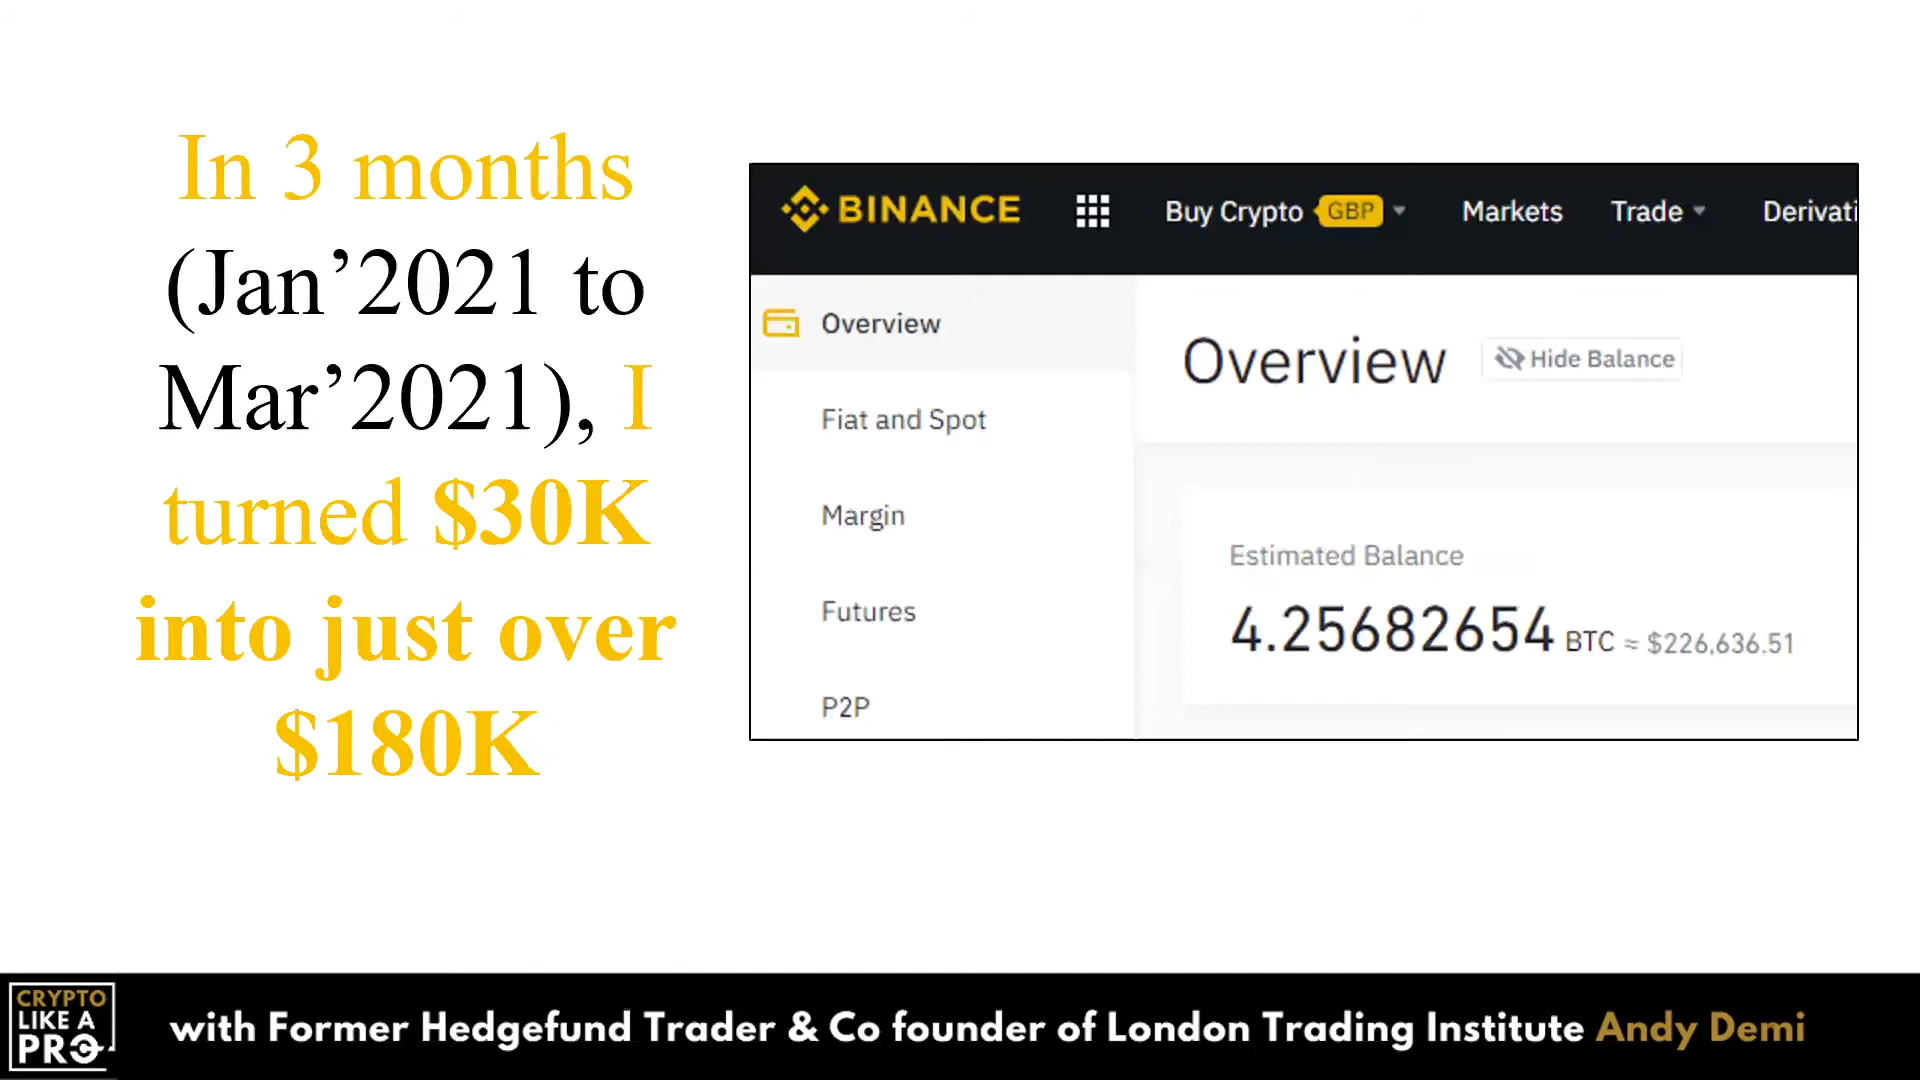 In 3 months
(Jan’2021 to
Mar’2021), I
turned $30K
into just over
$180K
BINANCE
Buy Crypto GBP
Markets
Trade
Derivati
Overview
Fiat and Spot
Margin
Futures
P2P
Overview
Hide Balance
Estimated Balance
4.25682654 BTC ≈ $226,636.51
CRYPTO
LIKE A
PRO
with Former Hedgefund Trader & Co founder of London Trading Institute Andy Demi